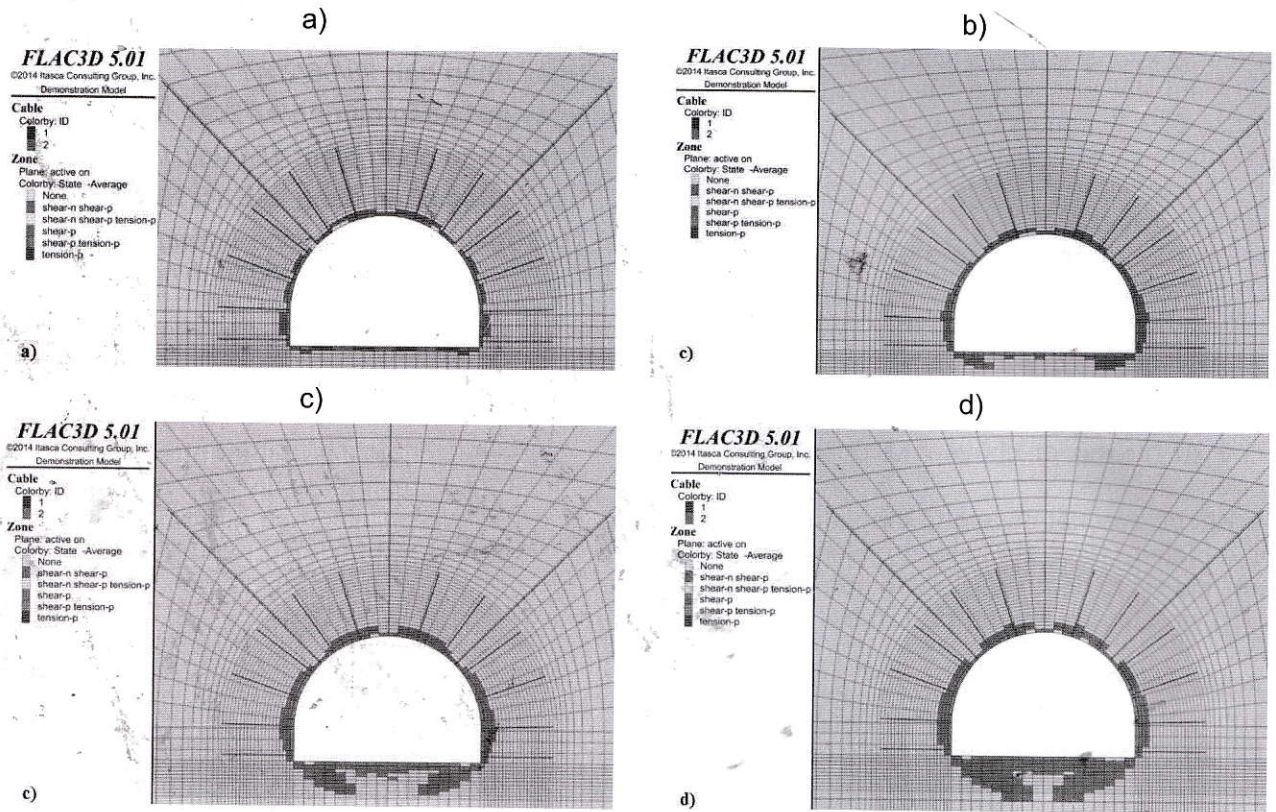 a)
FLAC3D 5.01
©2014 Itasca Consulting Group, Inc.
Demonstration Model
Cable
Colorby: ID
1
2
Zone
Plane: active on
Colorby: State -Average
None
shear-n shear-p
shear-n shear-p tension-p
shear-p
shear-p tension-p
tension-p
a)
b)
FLAC3D 5.01
©2014 Itasca Consulting Group, Inc.
Demonstration Model
Cable
Colorby: ID
1
2
Zone
Plane: active on
Colorby: State -Average
None
shear-n shear-p
shear-n shear-p tension-p
shear-p
shear-p tension-p
tension-p
c)
c)
FLAC3D 5.01
©2014 Itasca Consulting Group, Inc.
Demonstration Model
Cable
Colorby: ID
1
2
Zone
Plane: active on
Colorby: State -Average
None
shear-n shear-p
shear-n shear-p tension-p
shear-p
shear-p tension-p
tension-p
c)
d)
FLAC3D 5.01
©2014 Itasca Consulting Group, Inc.
Demonstration Model
Cable
Colorby: ID
1
2
Zone
Plane: active on
Colorby: State -Average
None
shear-n shear-p
shear-n shear-p tension-p
shear-p
shear-p tension-p
tension-p
d)